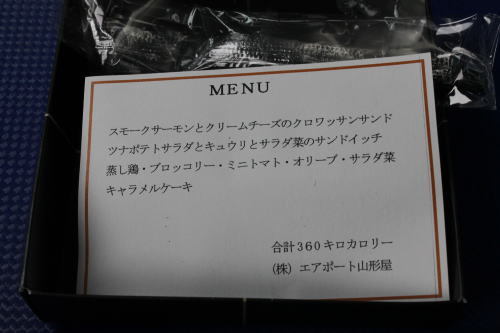 MENU
スモークサーモンとクリームチーズのクロワッサンサンド
ツナポテトサラダとキュウリとサラダ菜のサンドイッチ
蒸し鶏・ブロッコリー・ミニトマト・オリーブ・サラダ菜
キャラメルケーキ
合計360キロカロリー
(株) エアポート山形屋